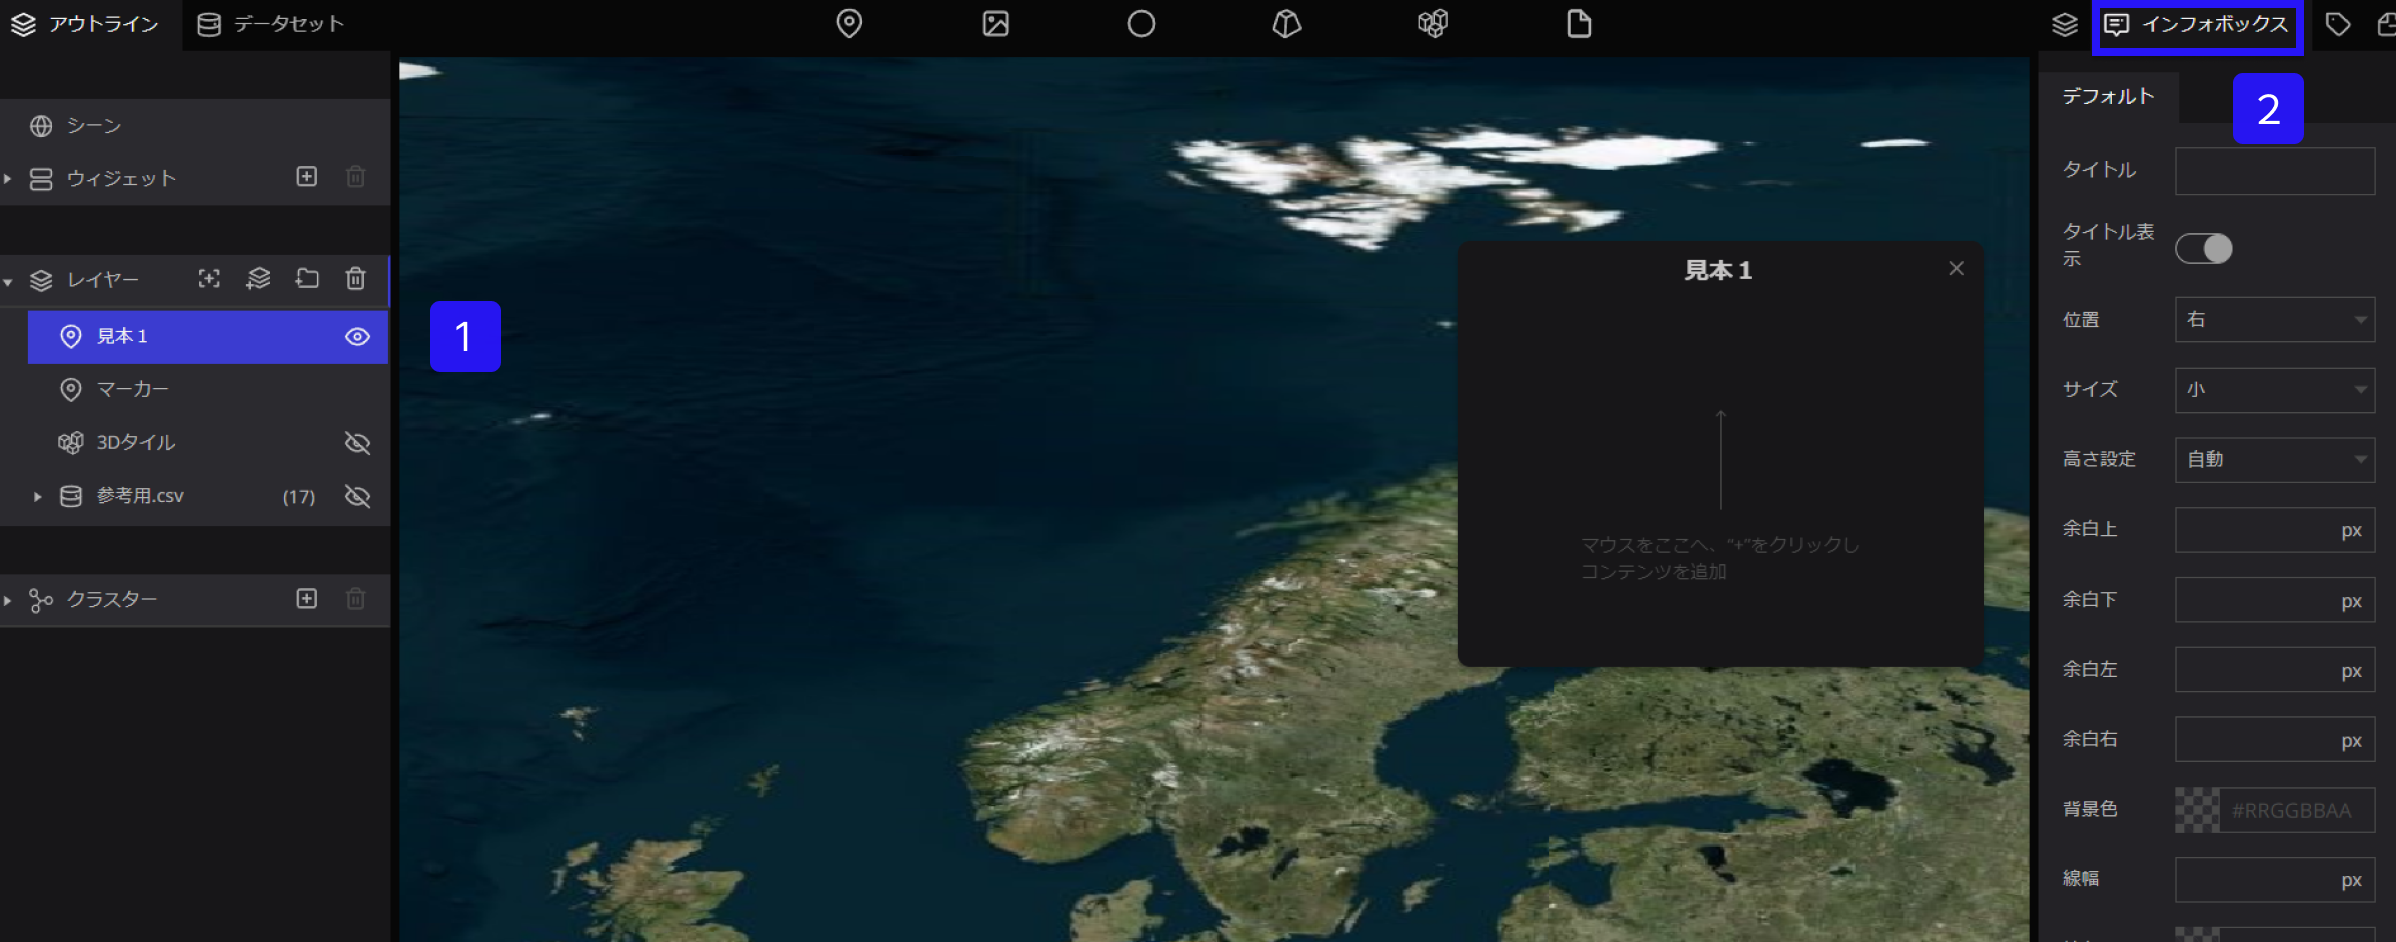 アウトライン
データセット
インフォボックス
シーン
ウィジェット
レイヤー
見本１
マーカー
3Dタイル
参考用.csv (17)
クラスター
1
見本１
マウスをここへ、“+”をクリックし
コンテンツを追加
2
デフォルト
タイトル
タイトル表
示
位置 右
サイズ 小
高さ設定 自動
余白上 px
余白下 px
余白左 px
余白右 px
背景色 #RRGGBBAA
線幅 px